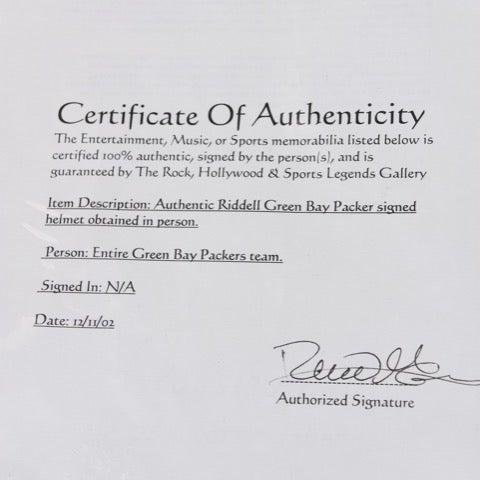 Certificate Of Authenticity
The Entertainment, Music, or Sports memorabilia listed below is
certified 100% authentic, signed by the person(s), and is
guaranteed by The Rock, Hollywood & Sports Legends Gallery
Item Description: Authentic Riddell Green Bay Packer signed
helmet obtained in person.
Person: Entire Green Bay Packers team.
Signed In: N/A
Date: 12/11/02
Authorized Signature